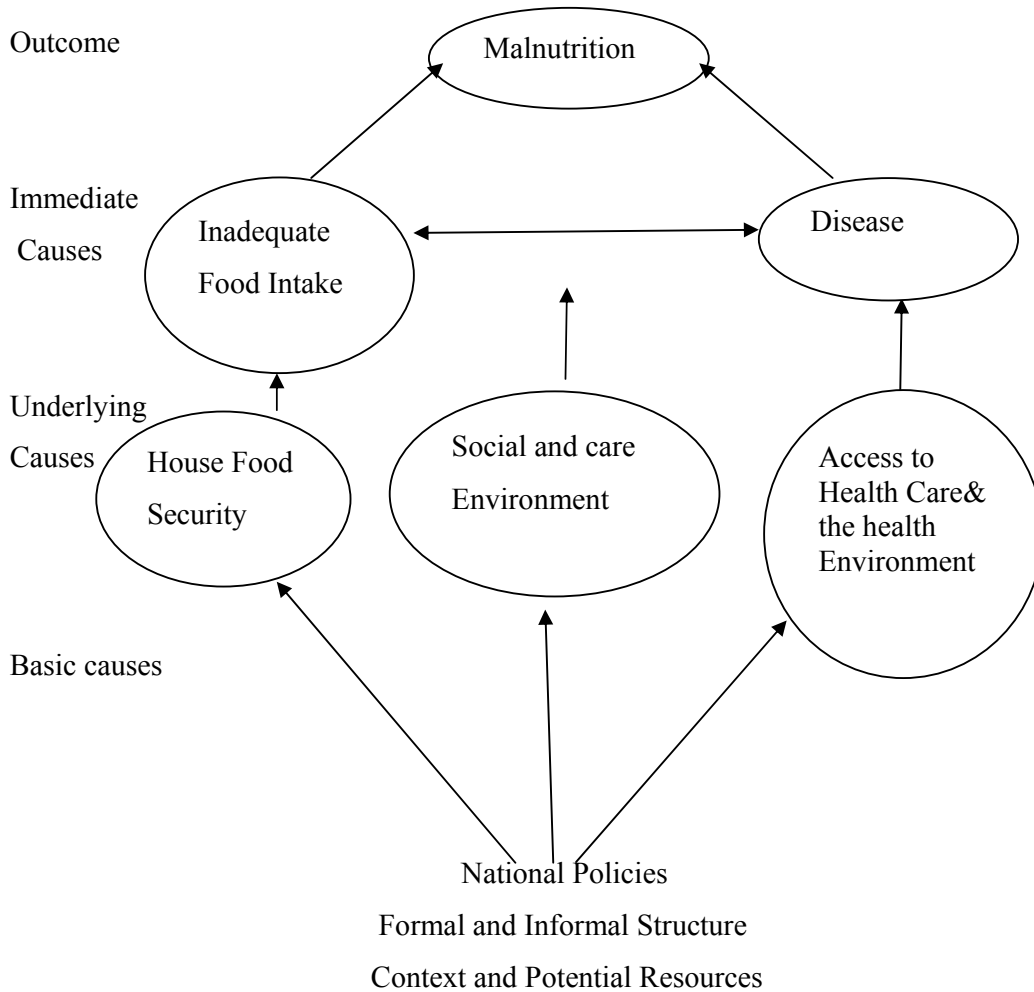 Outcome
Malnutrition
Immediate
Causes
Inadequate
Food Intake
Disease
Underlying
Causes
House Food
Security
Social and care
Environment
Access to
Health Care&
the health
Environment
Basic causes
National Policies
Formal and Informal Structure
Context and Potential Resources